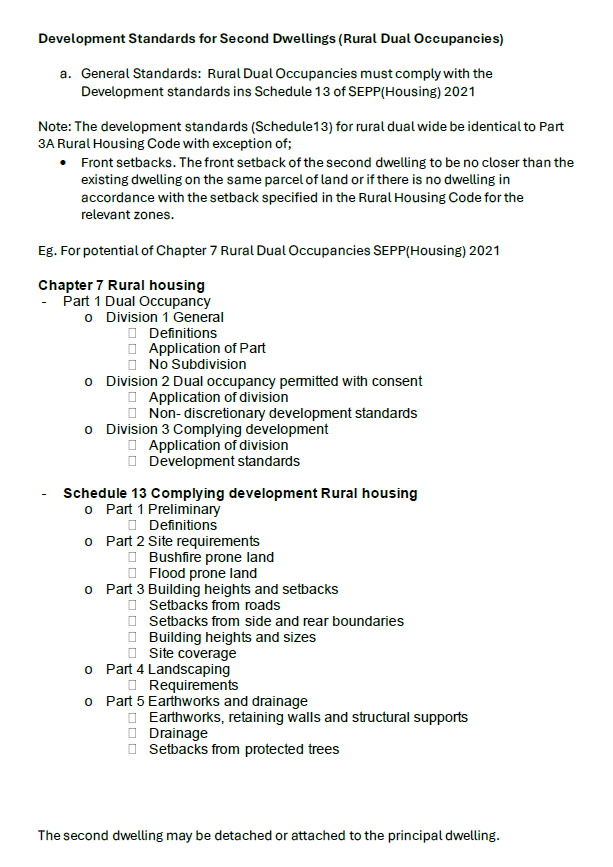 Development Standards for Second Dwellings (Rural Dual Occupancies)
a. General Standards: Rural Dual Occupancies must comply with the
Development standards ins Schedule 13 of SEPP(Housing) 2021
Note: The development standards (Schedule13) for rural dual wide be identical to Part
3A Rural Housing Code with exception of;
• Front setbacks. The front setback of the second dwelling to be no closer than the
existing dwelling on the same parcel of land or if there is no dwelling in
accordance with the setback specified in the Rural Housing Code for the
relevant zones.
Eg. For potential of Chapter 7 Rural Dual Occupancies SEPP(Housing) 2021
Chapter 7 Rural housing
- Part 1 Dual Occupancy
o Division 1 General
Definitions
Application of Part
No Subdivision
o Division 2 Dual occupancy permitted with consent
Application of division
Non- discretionary development standards
o Division 3 Complying development
Application of division
Development standards
- Schedule 13 Complying development Rural housing
o Part 1 Preliminary
Definitions
o Part 2 Site requirements
Bushfire prone land
Flood prone land
o Part 3 Building heights and setbacks
Setbacks from roads
Setbacks from side and rear boundaries
Building heights and sizes
Site coverage
o Part 4 Landscaping
Requirements
o Part 5 Earthworks and drainage
Earthworks, retaining walls and structural supports
Drainage
Setbacks from protected trees
The second dwelling may be detached or attached to the principal dwelling.